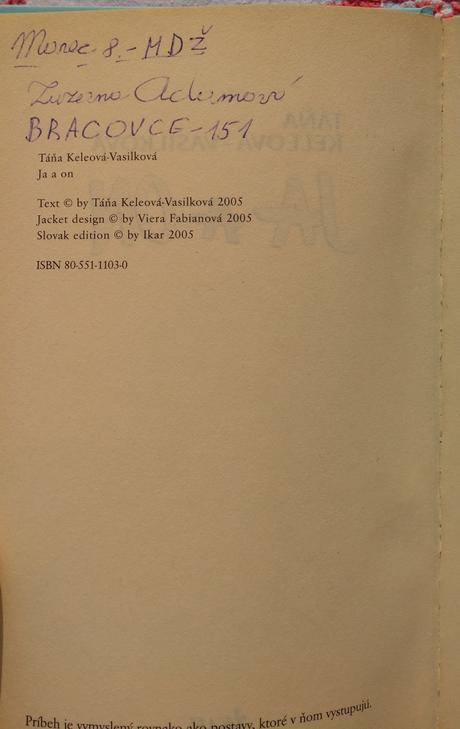 Marec 8. - MDŽ
Zuzana Adamová
BRACOVCE - 151
Táňa Keleová-Vasilková
Ja a on
Text © by Táňa Keleová-Vasilková 2005
Jacket design © by Viera Fabianová 2005
Slovak edition © by Ikar 2005
ISBN 80-551-1103-0
Príbeh je vymyslený rovnako ako postavy, ktoré v ňom vystupujú.